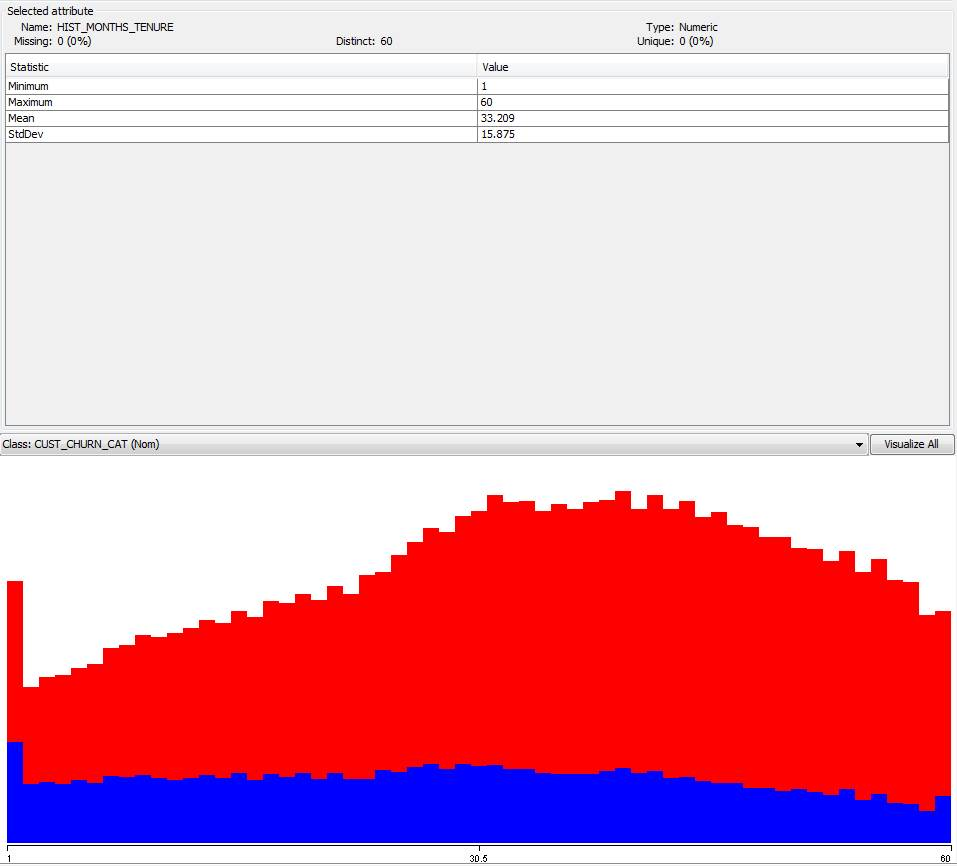 Selected attribute
Name: HIST_MONTHS_TENURE Type: Numeric
Missing: 0 (0%) Distinct: 60 Unique: 0 (0%)
Statistic Value
Minimum 1
Maximum 60
Mean 33.209
StdDev 15.875
Class: CUST_CHURN_CAT (Nom) Visualize All
1 30.5 60